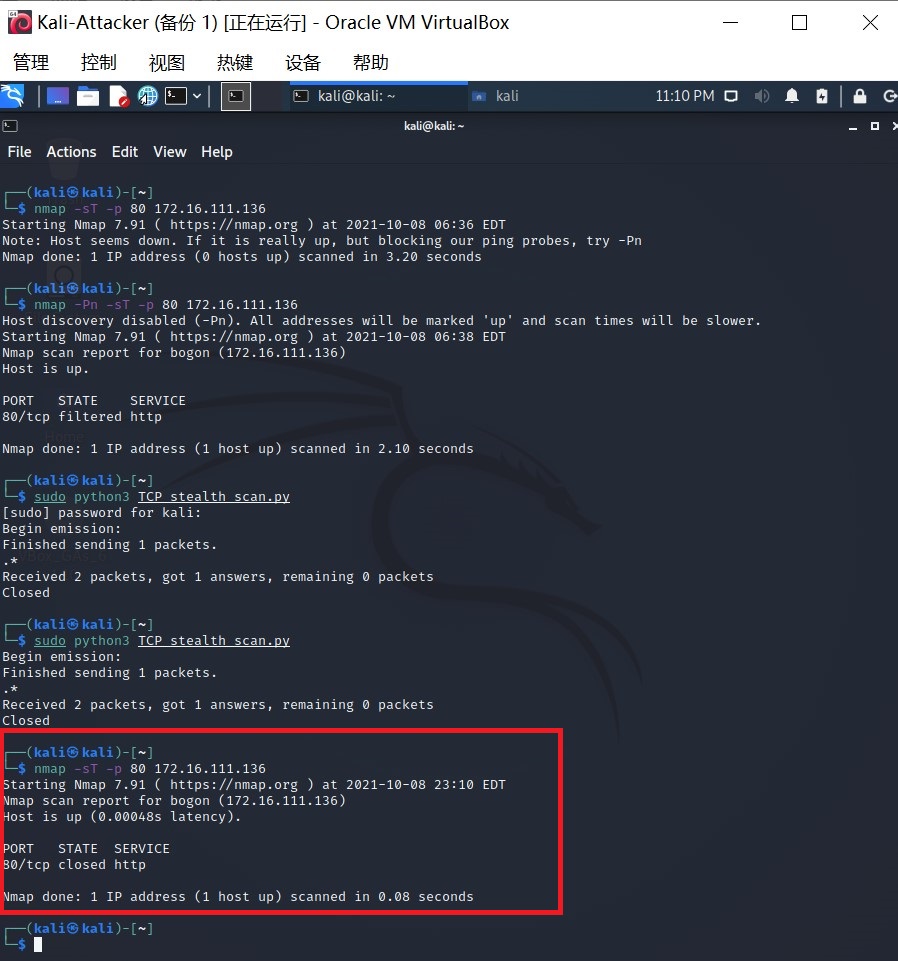 Kali-Attacker (备份 1) [正在运行] - Oracle VM VirtualBox
管理 控制 视图 热键 设备 帮助
kali@kali: ~ kali 11:10 PM
kali@kali: ~
File Actions Edit View Help
┌──(kali㉿kali)-[~]
└─$ nmap -sT -p 80 172.16.111.136
Starting Nmap 7.91 ( https://nmap.org ) at 2021-10-08 06:36 EDT
Note: Host seems down. If it is really up, but blocking our ping probes, try -Pn
Nmap done: 1 IP address (0 hosts up) scanned in 3.20 seconds
┌──(kali㉿kali)-[~]
└─$ nmap -Pn -sT -p 80 172.16.111.136
Host discovery disabled (-Pn). All addresses will be marked 'up' and scan times will be slower.
Starting Nmap 7.91 ( https://nmap.org ) at 2021-10-08 06:38 EDT
Nmap scan report for bogon (172.16.111.136)
Host is up.
PORT STATE SERVICE
80/tcp filtered http
Nmap done: 1 IP address (1 host up) scanned in 2.10 seconds
┌──(kali㉿kali)-[~]
└─$ sudo python3 TCP_stealth_scan.py
[sudo] password for kali:
Begin emission:
Finished sending 1 packets.
.*
Received 2 packets, got 1 answers, remaining 0 packets
Closed
┌──(kali㉿kali)-[~]
└─$ sudo python3 TCP_stealth_scan.py
Begin emission:
Finished sending 1 packets.
.*
Received 2 packets, got 1 answers, remaining 0 packets
Closed
┌──(kali㉿kali)-[~]
└─$ nmap -sT -p 80 172.16.111.136
Starting Nmap 7.91 ( https://nmap.org ) at 2021-10-08 23:10 EDT
Nmap scan report for bogon (172.16.111.136)
Host is up (0.00048s latency).
PORT STATE SERVICE
80/tcp closed http
Nmap done: 1 IP address (1 host up) scanned in 0.08 seconds
┌──(kali㉿kali)-[~]
└─$